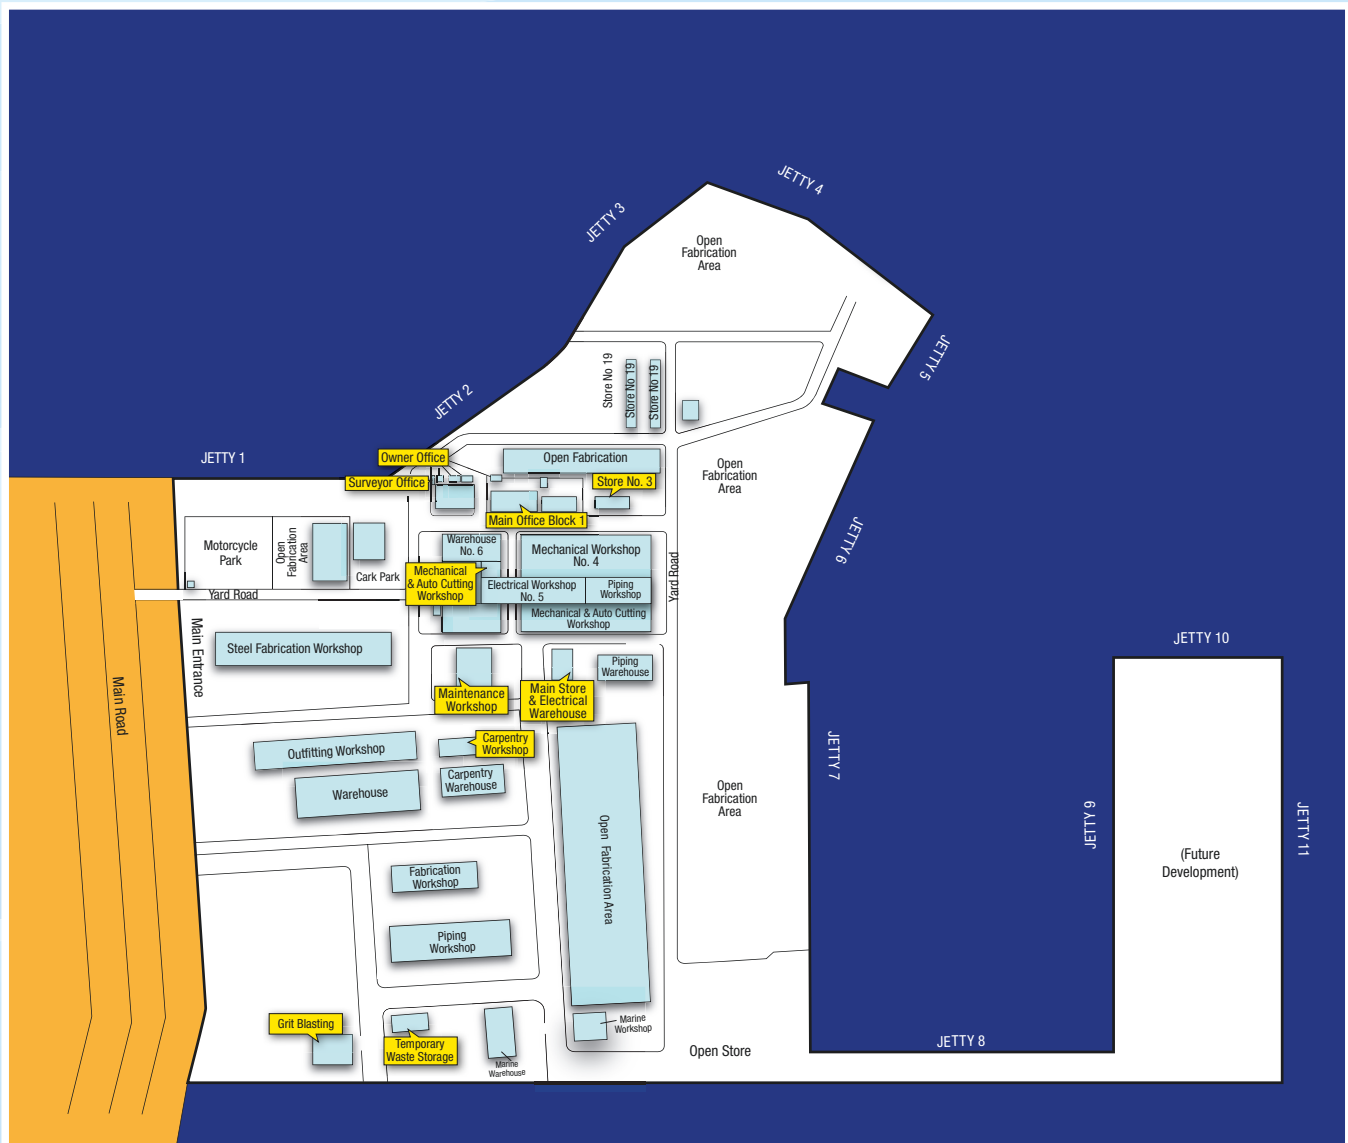 JETTY 4
JETTY 3
Open
Fabrication
Area
JETTY 5
Store No 19
Store No 19
Store No 19
JETTY 2
JETTY 1
Owner Office
Open Fabrication
Surveyor Office
Store No. 3
Open
Fabrication
Area
Main Office Block 1
JETTY 6
Motorcycle
Park
Open
Fabrication
Area
Cark Park
Warehouse
No. 6
Mechanical Workshop
No. 4
Mechanical
& Auto Cutting
Workshop
Electrical Workshop
No. 5
Piping
Workshop
Yard Road
Mechanical & Auto Cutting
Workshop
Yard Road
Main Entrance
Steel Fabrication Workshop
JETTY 10
Piping
Warehouse
Maintenance
Workshop
Main Store
& Electrical
Warehouse
Main Road
Outfitting Workshop
Carpentry
Workshop
JETTY 7
Warehouse
Carpentry
Warehouse
Open
Fabrication
Area
JETTY 9
JETTY 11
(Future
Development)
Open Fabrication Area
Fabrication
Workshop
Piping
Workshop
Grit Blasting
Temporary
Waste Storage
Marine
Warehouse
Marine
Workshop
Open Store
JETTY 8